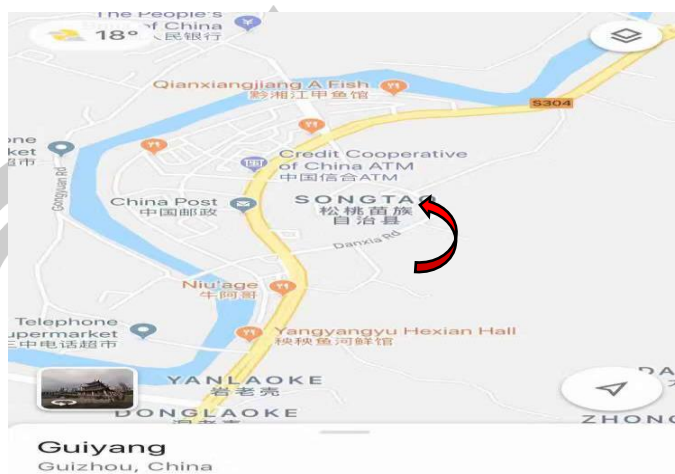 The People's
of China
人民银行
18°
Qianxiangjiang A Fish
黔湘江甲鱼馆
S304
Credit Cooperative
of China ATM
中国信合ATM
Gongyuan Rd
China Post
中国邮政
SONGTAO
松桃苗族
自治县
Danxia Rd
Niu'age
牛阿哥
Telephone
upermarket
三中电话超市
Yangyangyu Hexian Hall
秧秧鱼河鲜馆
YANLAOKE
岩老壳
DONGLAOKE
ZHONG
Guiyang
Guizhou, China